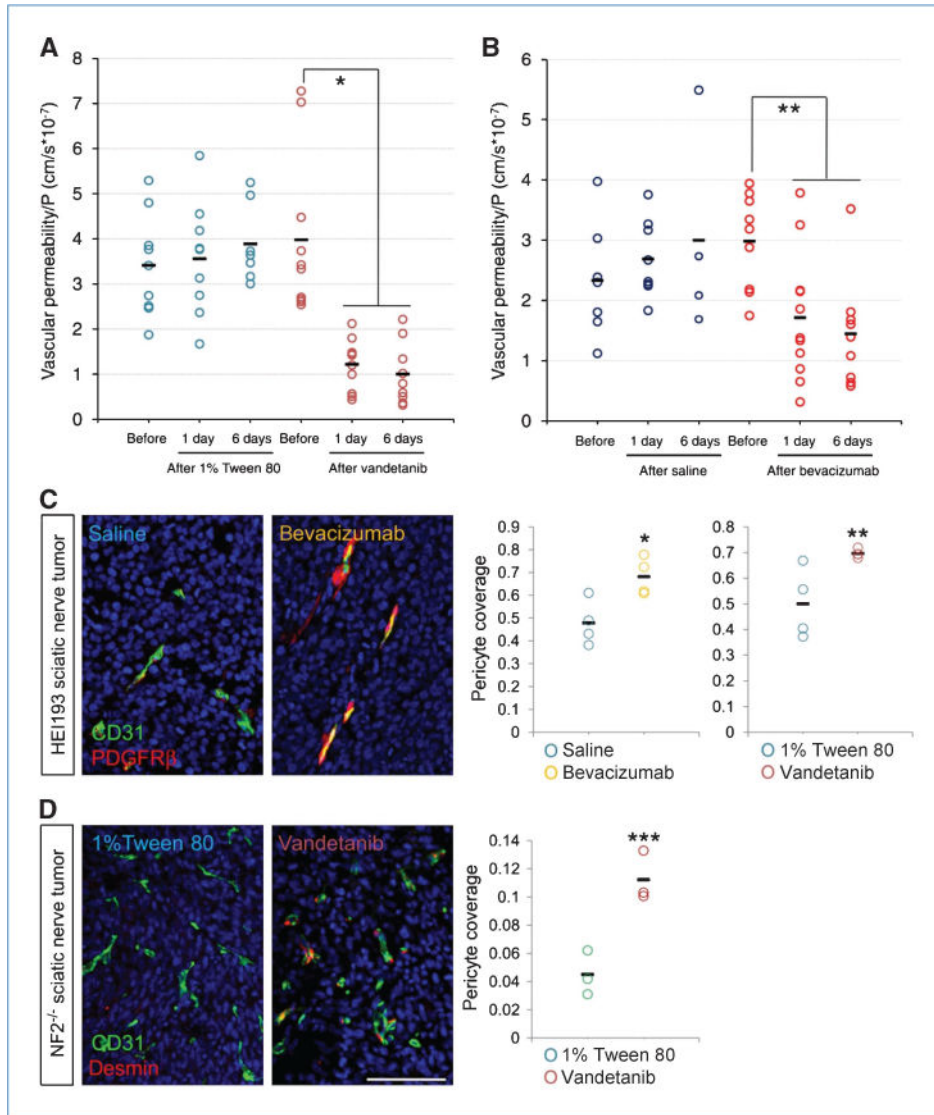 A
Vascular permeability/P (cm/s*10-7)
8
7
6
5
4
3
2
1
0
*
Before 1 day 6 days Before 1 day 6 days
After 1% Tween 80 After vandetanib
B
Vascular permeability/P (cm/s*10-7)
6
5
4
3
2
1
0
**
Before 1 day 6 days Before 1 day 6 days
After saline After bevacizumab
C
HEI193 sciatic nerve tumor
Saline
CD31
PDGFRβ
Bevacizumab
Pericyte coverage
0.9
0.8
0.7
0.6
0.5
0.4
0.3
0.2
0.1
0
*
Saline
Bevacizumab
0.8
0.7
0.6
0.5
0.4
0.3
0.2
0.1
0
**
1% Tween 80
Vandetanib
D
NF2-/- sciatic nerve tumor
1%Tween 80
CD31
Desmin
Vandetanib
Pericyte coverage
0.14
0.12
0.1
0.08
0.06
0.04
0.02
0
***
1% Tween 80
Vandetanib